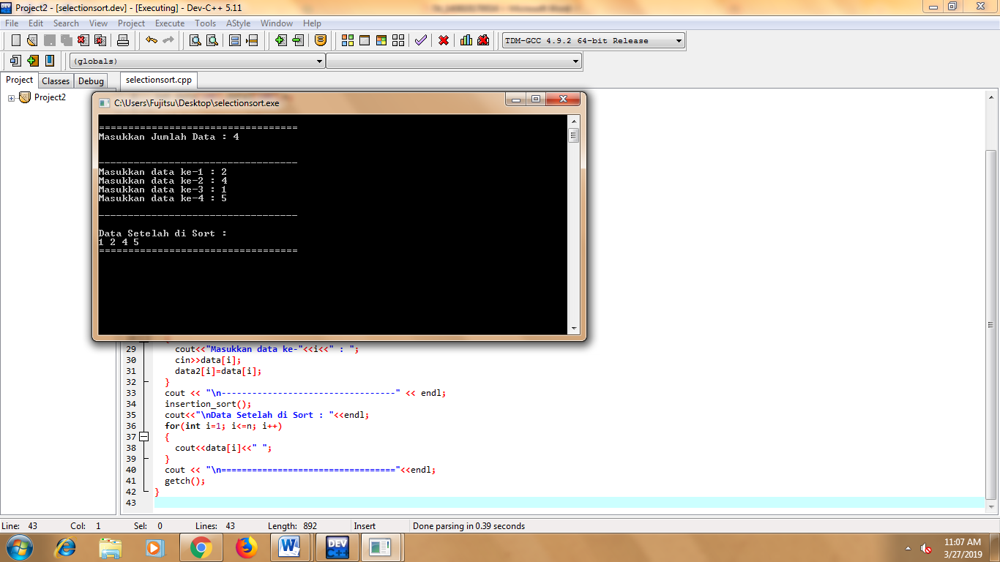 Project2 - [selectionsort.dev] - [Executing] - Dev-C++ 5.11
File Edit Search View Project Execute Tools AStyle Window Help
TDM-GCC 4.9.2 64-bit Release
(globals)
Project Classes Debug
selectionsort.cpp
Project2
C:\Users\Fujitsu\Desktop\selectionsort.exe
==================================
Masukkan Jumlah Data : 4
----------------------------------
Masukkan data ke-1 : 2
Masukkan data ke-2 : 4
Masukkan data ke-3 : 1
Masukkan data ke-4 : 5
----------------------------------
Data Setelah di Sort :
1 2 4 5
==================================
29 cout<<"Masukkan data ke-"<<i<<" : ";
30 cin>>data[i];
31 data2[i]=data[i];
32 }
33 cout << "\n----------------------------------" << endl;
34 insertion_sort();
35 cout<<"\nData Setelah di Sort : "<<endl;
36 for(int i=1; i<=n; i++)
37 {
38 cout<<data[i]<<" ";
39 }
40 cout << "\n=================================="<<endl;
41 getch();
42 }
43
Line: 43 Col: 1 Sel: 0 Lines: 43 Length: 892 Insert Done parsing in 0.39 seconds
DEV C++
11:07 AM
3/27/2019